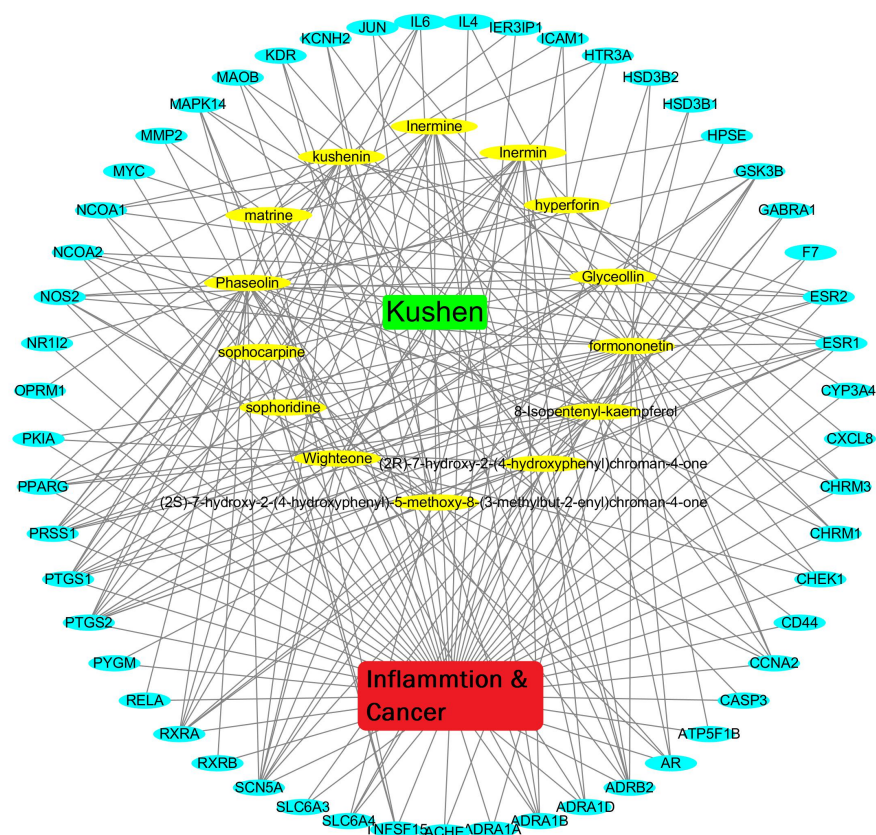 IL6
IL4
JUN
IER3IP1
KCNH2
ICAM1
KDR
HTR3A
MAOB
HSD3B2
MAPK14
HSD3B1
MMP2
HPSE
MYC
GSK3B
NCOA1
GABRA1
NCOA2
F7
NOS2
ESR2
NR1I2
ESR1
OPRM1
CYP3A4
PKIA
CXCL8
PPARG
CHRM3
PRSS1
CHRM1
PTGS1
CHEK1
PTGS2
CD44
PYGM
CCNA2
RELA
CASP3
RXRA
ATP5F1B
RXRB
AR
SCN5A
ADRB2
SLC6A3
ADRA1D
SLC6A4
ADRA1B
TNFSF15
ACHE
ADRA1A
Inermine
Inermin
kushenin
hyperforin
matrine
Glyceollin
Phaseolin
Kushen
formononetin
sophocarpine
8-Isopentenyl-kaempferol
sophoridine
Wighteone
(2R)-7-hydroxy-2-(4-hydroxyphenyl)chroman-4-one
(2S)-7-hydroxy-2-(4-hydroxyphenyl)-5-methoxy-8-(3-methylbut-2-enyl)chroman-4-one
Inflammtion &
Cancer